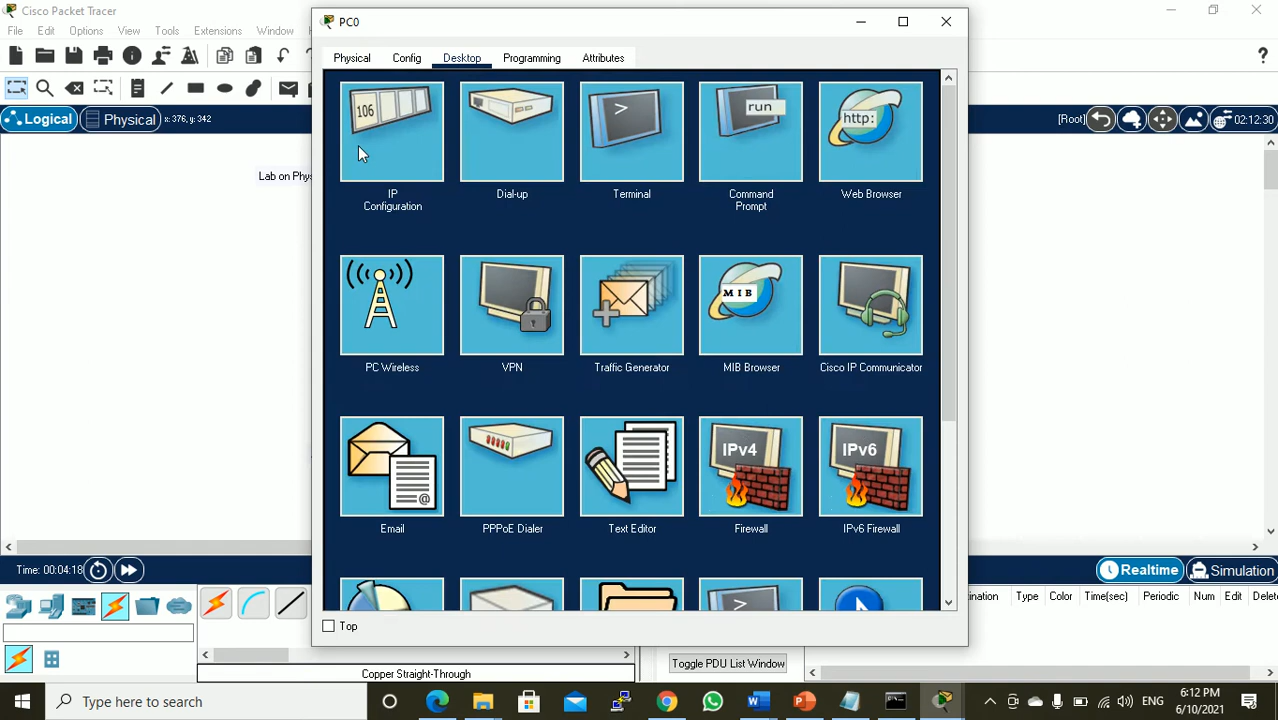 Cisco Packet Tracer
File Edit Options View Tools Extensions Window
PC0
Physical Config Desktop Programming Attributes
Logical Physical x: 376, y: 342
[Root] 02:12:30
Lab on Phys
106
>
run
http:
IP
Configuration
Dial-up
Terminal
Command
Prompt
Web Browser
MIB
PC Wireless
VPN
Traffic Generator
MIB Browser
Cisco IP Communicator
IPv4
IPv6
@
Email
PPPoE Dialer
Text Editor
Firewall
IPv6 Firewall
>
Time: 00:04:18
Realtime Simulation
ination Type Color Time(sec) Periodic Num Edit Delete
Top
Toggle PDU List Window
Copper Straight-Through
Type here to search
ENG
6:12 PM
6/10/2021